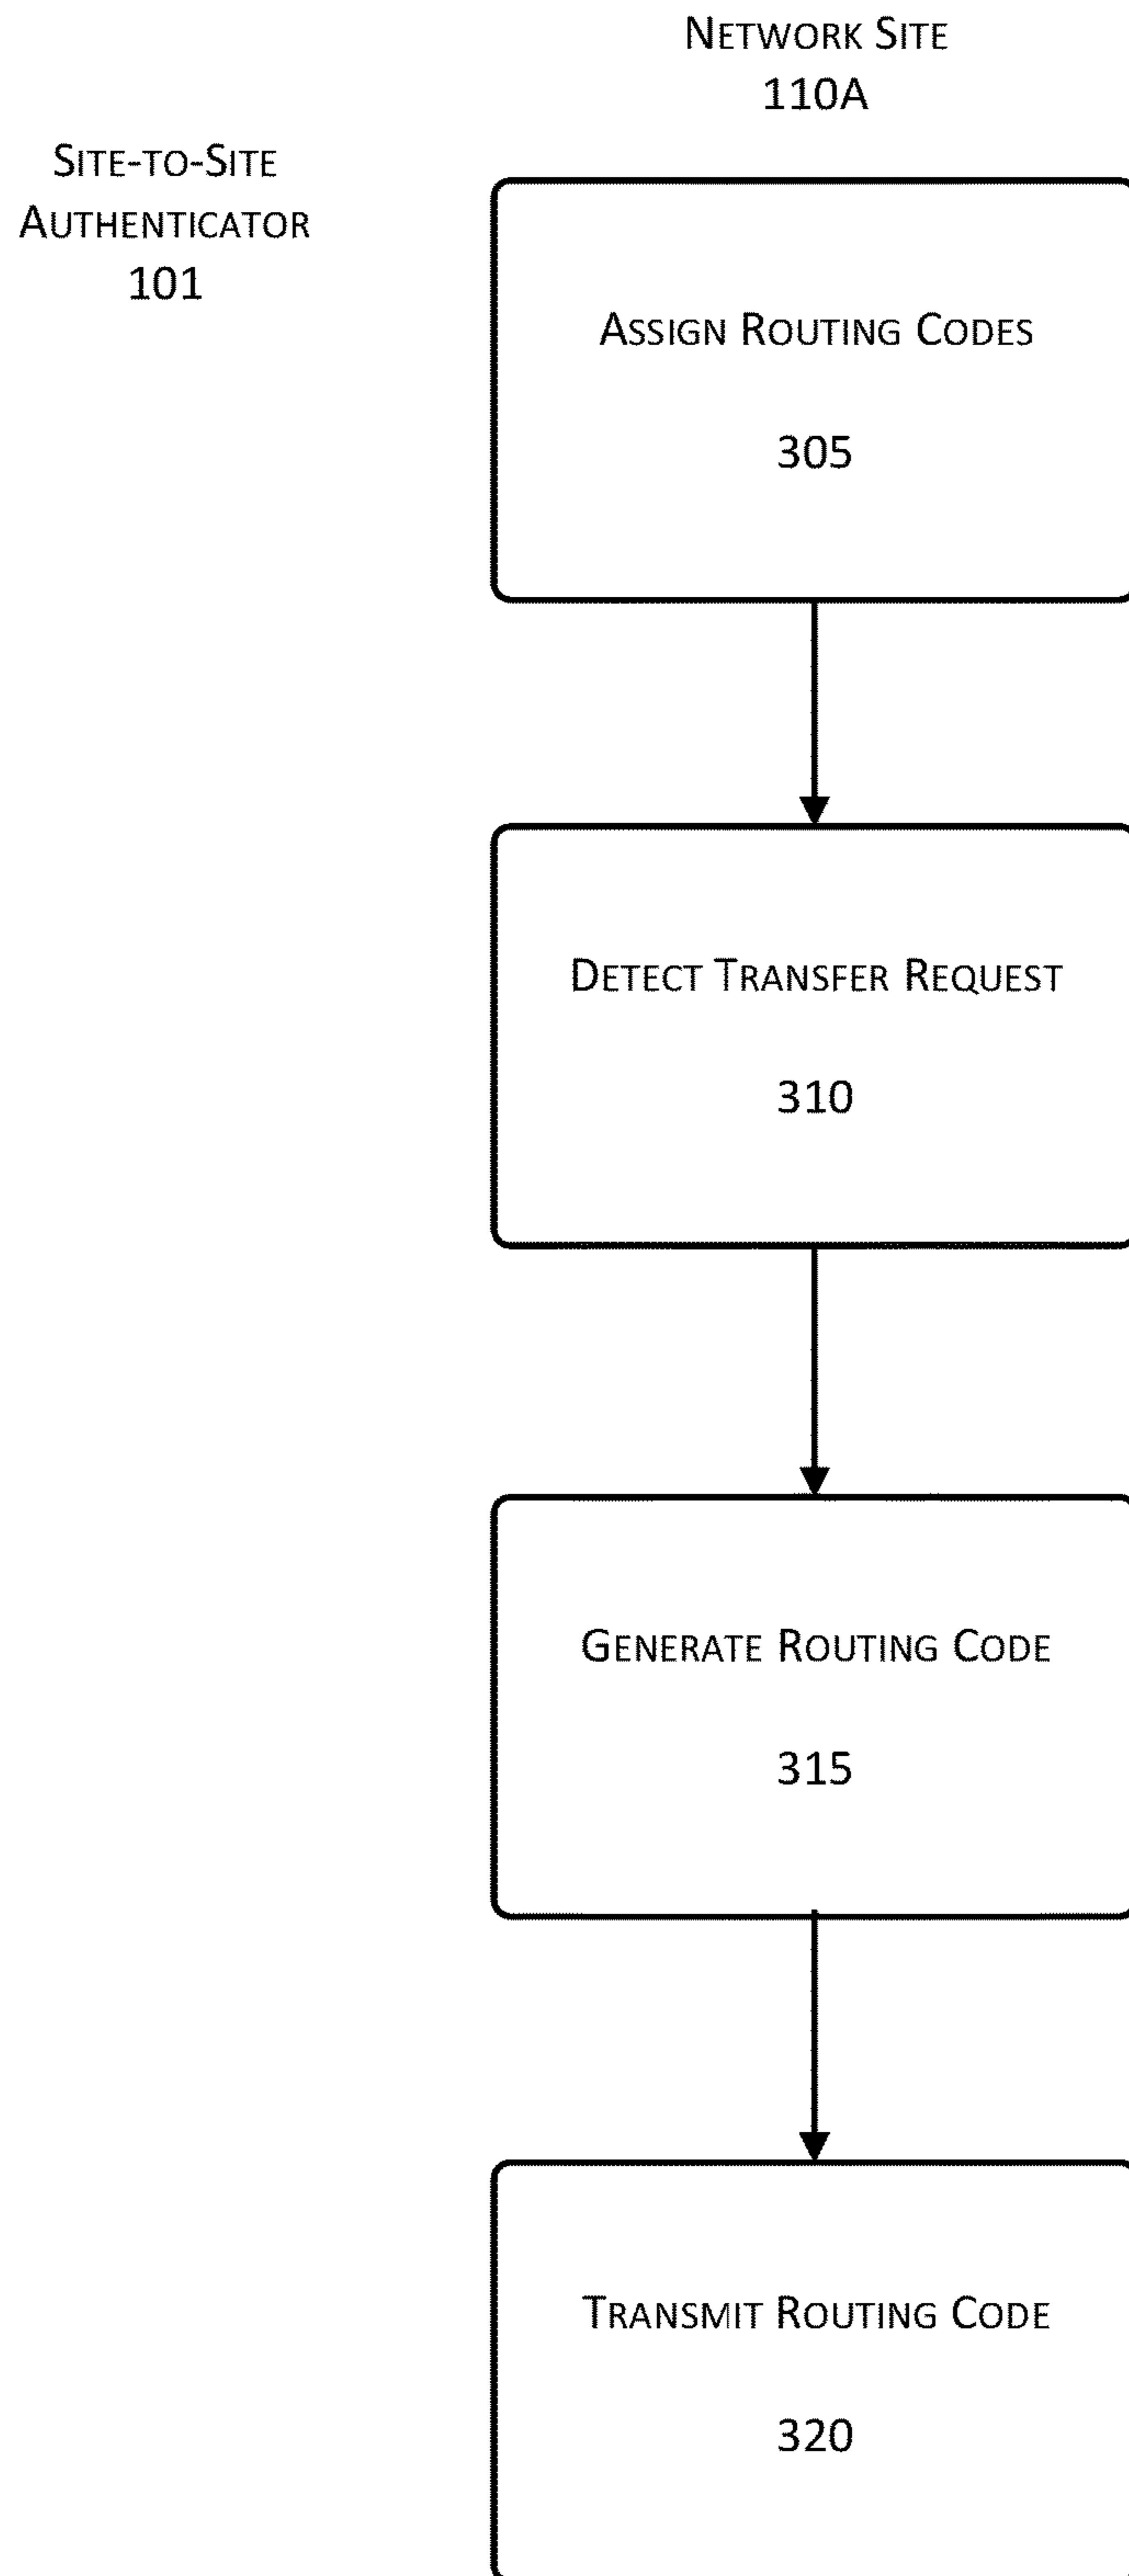 Network Site
110A
Site-to-Site
Authenticator
101
Assign Routing Codes
305
Detect Transfer Request
310
Generate Routing Code
315
Transmit Routing Code
320